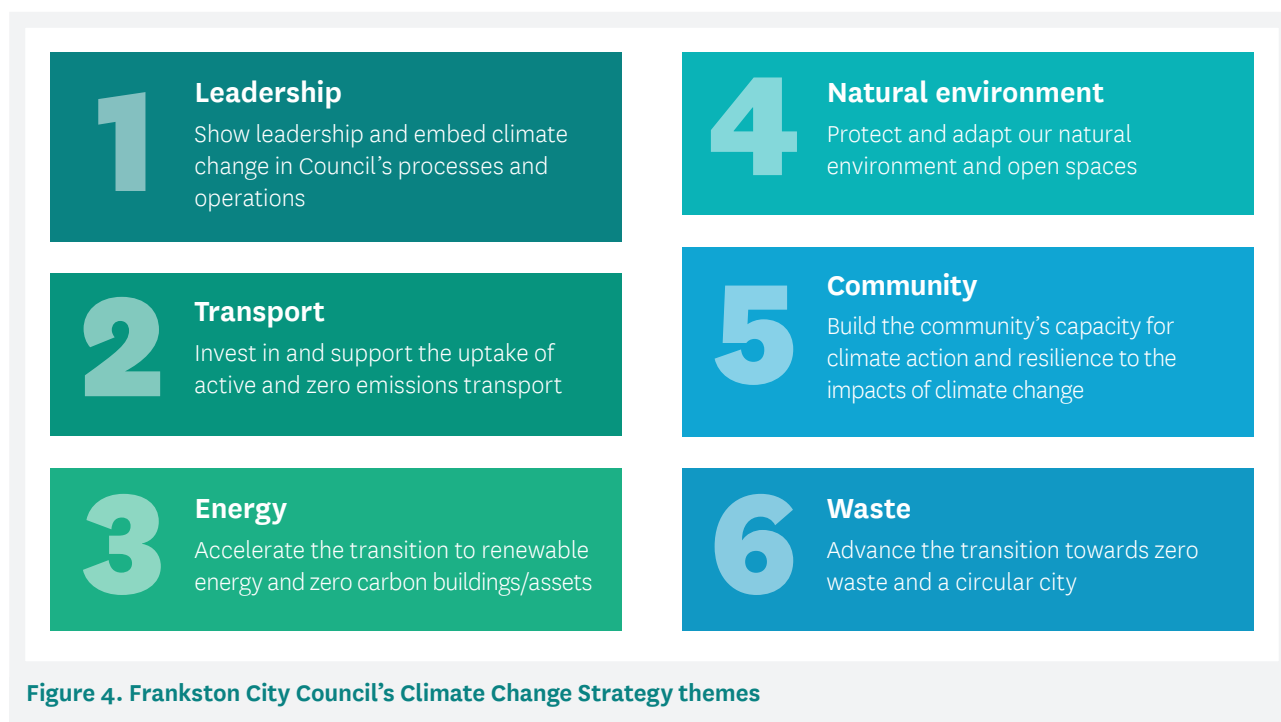 1
Leadership
Show leadership and embed climate
change in Council’s processes and
operations
2
Transport
Invest in and support the uptake of
active and zero emissions transport
3
Energy
Accelerate the transition to renewable
energy and zero carbon buildings/assets
4
Natural environment
Protect and adapt our natural
environment and open spaces
5
Community
Build the community’s capacity for
climate action and resilience to the
impacts of climate change
6
Waste
Advance the transition towards zero
waste and a circular city
Figure 4. Frankston City Council’s Climate Change Strategy themes